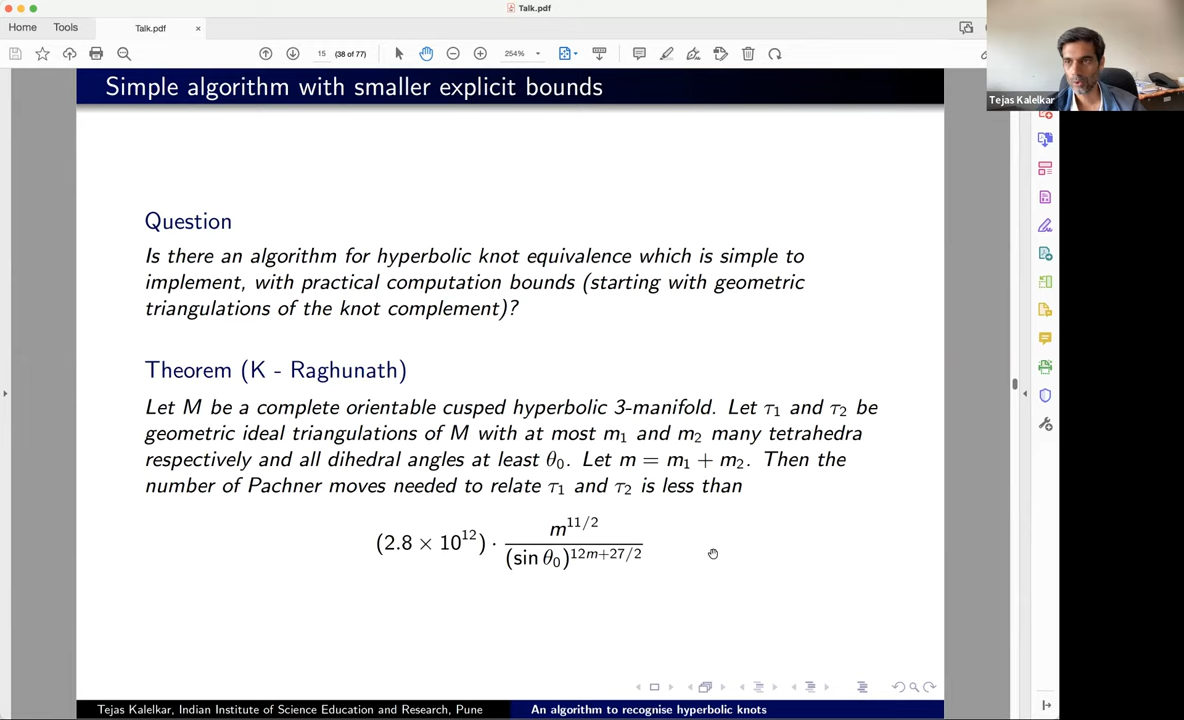 Talk.pdf
Home Tools Talk.pdf ×
15 (38 of 77) 254%
Tejas Kalelkar
Simple algorithm with smaller explicit bounds
Question
Is there an algorithm for hyperbolic knot equivalence which is simple to
implement, with practical computation bounds (starting with geometric
triangulations of the knot complement)?
Theorem (K - Raghunath)
Let M be a complete orientable cusped hyperbolic 3-manifold. Let τ₁ and τ₂ be
geometric ideal triangulations of M with at most m₁ and m₂ many tetrahedra
respectively and all dihedral angles at least θ₀. Let m = m₁ + m₂. Then the
number of Pachner moves needed to relate τ₁ and τ₂ is less than
(2.8 × 10¹²) · m^{11/2} / (sin θ₀)^{12m+27/2}
Tejas Kalelkar, Indian Institute of Science Education and Research, Pune An algorithm to recognise hyperbolic knots